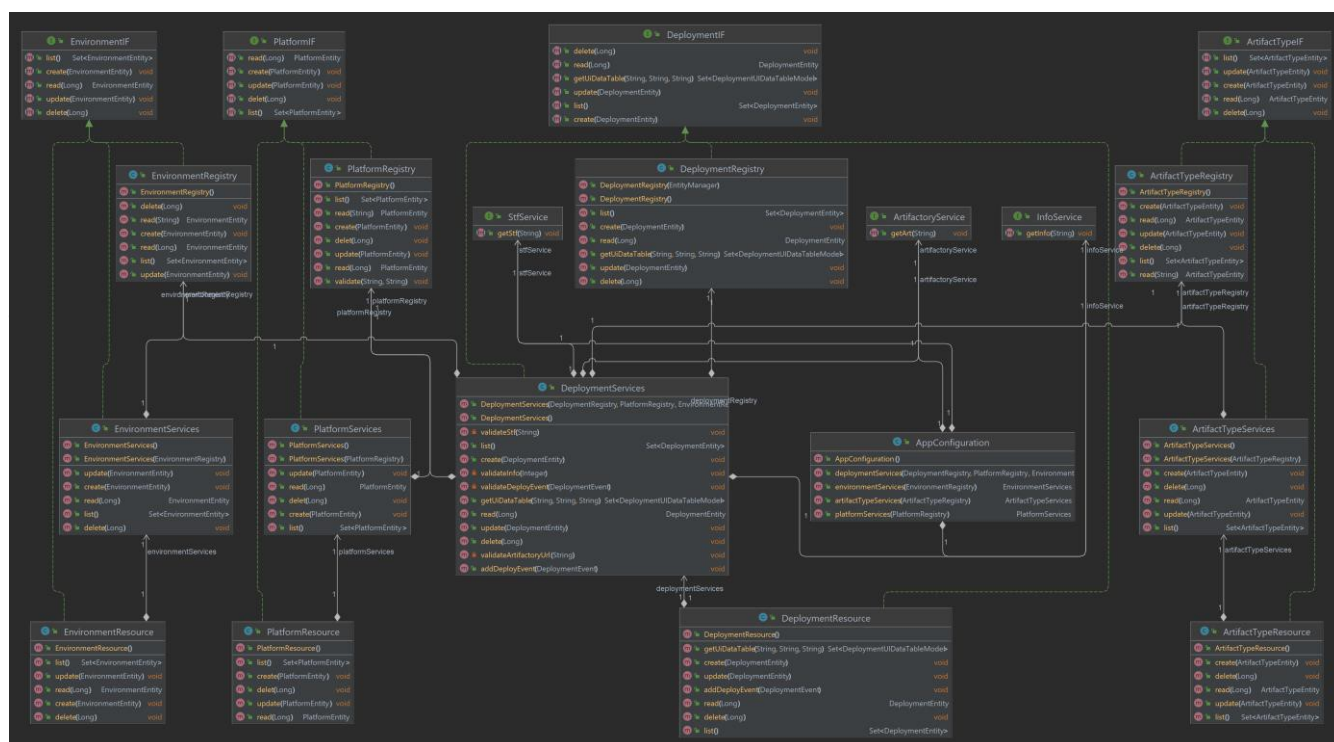 EnvironmentIF
list() Set<EnvironmentEntity>
create(EnvironmentEntity) void
read(Long) EnvironmentEntity
update(EnvironmentEntity) void
delete(Long) void
PlatformIF
read(Long) PlatformEntity
create(PlatformEntity) void
update(PlatformEntity) void
delet(Long) void
list() Set<PlatformEntity>
DeploymentIF
delete(Long) void
read(Long) DeploymentEntity
getUiDataTable(String, String, String) Set<DeploymentUIDataTableModel>
update(DeploymentEntity) void
list() Set<DeploymentEntity>
create(DeploymentEntity) void
ArtifactTypeIF
list() Set<ArtifactTypeEntity>
update(ArtifactTypeEntity) void
create(ArtifactTypeEntity) void
read(Long) ArtifactTypeEntity
delete(Long) void
EnvironmentRegistry
EnvironmentRegistry()
delete(Long) void
read(String) EnvironmentEntity
create(EnvironmentEntity) void
read(Long) EnvironmentEntity
list() Set<EnvironmentEntity>
update(EnvironmentEntity) void
PlatformRegistry
PlatformRegistry()
list() Set<PlatformEntity>
read(String) PlatformEntity
create(PlatformEntity) void
delet(Long) void
update(PlatformEntity) void
read(Long) PlatformEntity
validate(String, String) void
StfService
getStf(String) void
DeploymentRegistry
DeploymentRegistry(EntityManager)
DeploymentRegistry()
list() Set<DeploymentEntity>
create(DeploymentEntity) void
read(Long) DeploymentEntity
getUiDataTable(String, String, String) Set<DeploymentUIDataTableModel>
update(DeploymentEntity) void
delete(Long) void
ArtifactoryService
getArt(String) void
InfoService
getInfo(String) void
ArtifactTypeRegistry
ArtifactTypeRegistry()
create(ArtifactTypeEntity) void
read(Long) ArtifactTypeEntity
update(ArtifactTypeEntity) void
delete(Long) void
list() Set<ArtifactTypeEntity>
read(String) ArtifactTypeEntity
1 platformRegistry
platformRegistry
stfService
1 stfService
artifactoryService
1 artifactoryService
1 infoService
1 infoService
1 1 artifactTypeRegistry
artifactTypeRegistry
deploymentRegistry
EnvironmentServices
EnvironmentServices()
EnvironmentServices(EnvironmentRegistry)
update(EnvironmentEntity) void
create(EnvironmentEntity) void
read(Long) EnvironmentEntity
list() Set<EnvironmentEntity>
delete(Long) void
PlatformServices
PlatformServices()
PlatformServices(PlatformRegistry)
update(PlatformEntity) void
read(Long) PlatformEntity
delet(Long) void
create(PlatformEntity) void
list() Set<PlatformEntity>
DeploymentServices
DeploymentServices(DeploymentRegistry, PlatformRegistry,
DeploymentServices()
validateStf(String) void
list() Set<DeploymentEntity>
create(DeploymentEntity) void
validateInfo(Integer) void
validateDeployEvent(DeploymentEvent) void
getUiDataTable(String, String, String) Set<DeploymentUIDataTableModel>
read(Long) DeploymentEntity
update(DeploymentEntity) void
delete(Long) void
validateArtifactoryUrl(String) void
addDeployEvent(DeploymentEvent) void
AppConfiguration
AppConfiguration()
deploymentServices(DeploymentRegistry, PlatformRegistry, Environment
environmentServices(EnvironmentRegistry) EnvironmentServices
artifactTypeServices(ArtifactTypeRegistry) ArtifactTypeServices
platformServices(PlatformRegistry) PlatformServices
ArtifactTypeServices
ArtifactTypeServices()
ArtifactTypeServices(ArtifactTypeRegistry)
create(ArtifactTypeEntity) void
delete(Long) void
read(Long) ArtifactTypeEntity
update(ArtifactTypeEntity) void
list() Set<ArtifactTypeEntity>
1 environmentServices
1 platformServices
deploymentServices
1 artifactTypeServices
EnvironmentResource
EnvironmentResource()
list() Set<EnvironmentEntity>
update(EnvironmentEntity) void
read(Long) EnvironmentEntity
create(EnvironmentEntity) void
delete(Long) void
PlatformResource
PlatformResource()
list() Set<PlatformEntity>
create(PlatformEntity) void
delet(Long) void
update(PlatformEntity) void
read(Long) PlatformEntity
DeploymentResource
DeploymentResource()
getUiDataTable(String, String, String) Set<DeploymentUIDataTableModel>
create(DeploymentEntity) void
update(DeploymentEntity) void
addDeployEvent(DeploymentEvent) void
read(Long) DeploymentEntity
delete(Long) void
list() Set<DeploymentEntity>
ArtifactTypeResource
ArtifactTypeResource()
create(ArtifactTypeEntity) void
delete(Long) void
read(Long) ArtifactTypeEntity
update(ArtifactTypeEntity) void
list() Set<ArtifactTypeEntity>